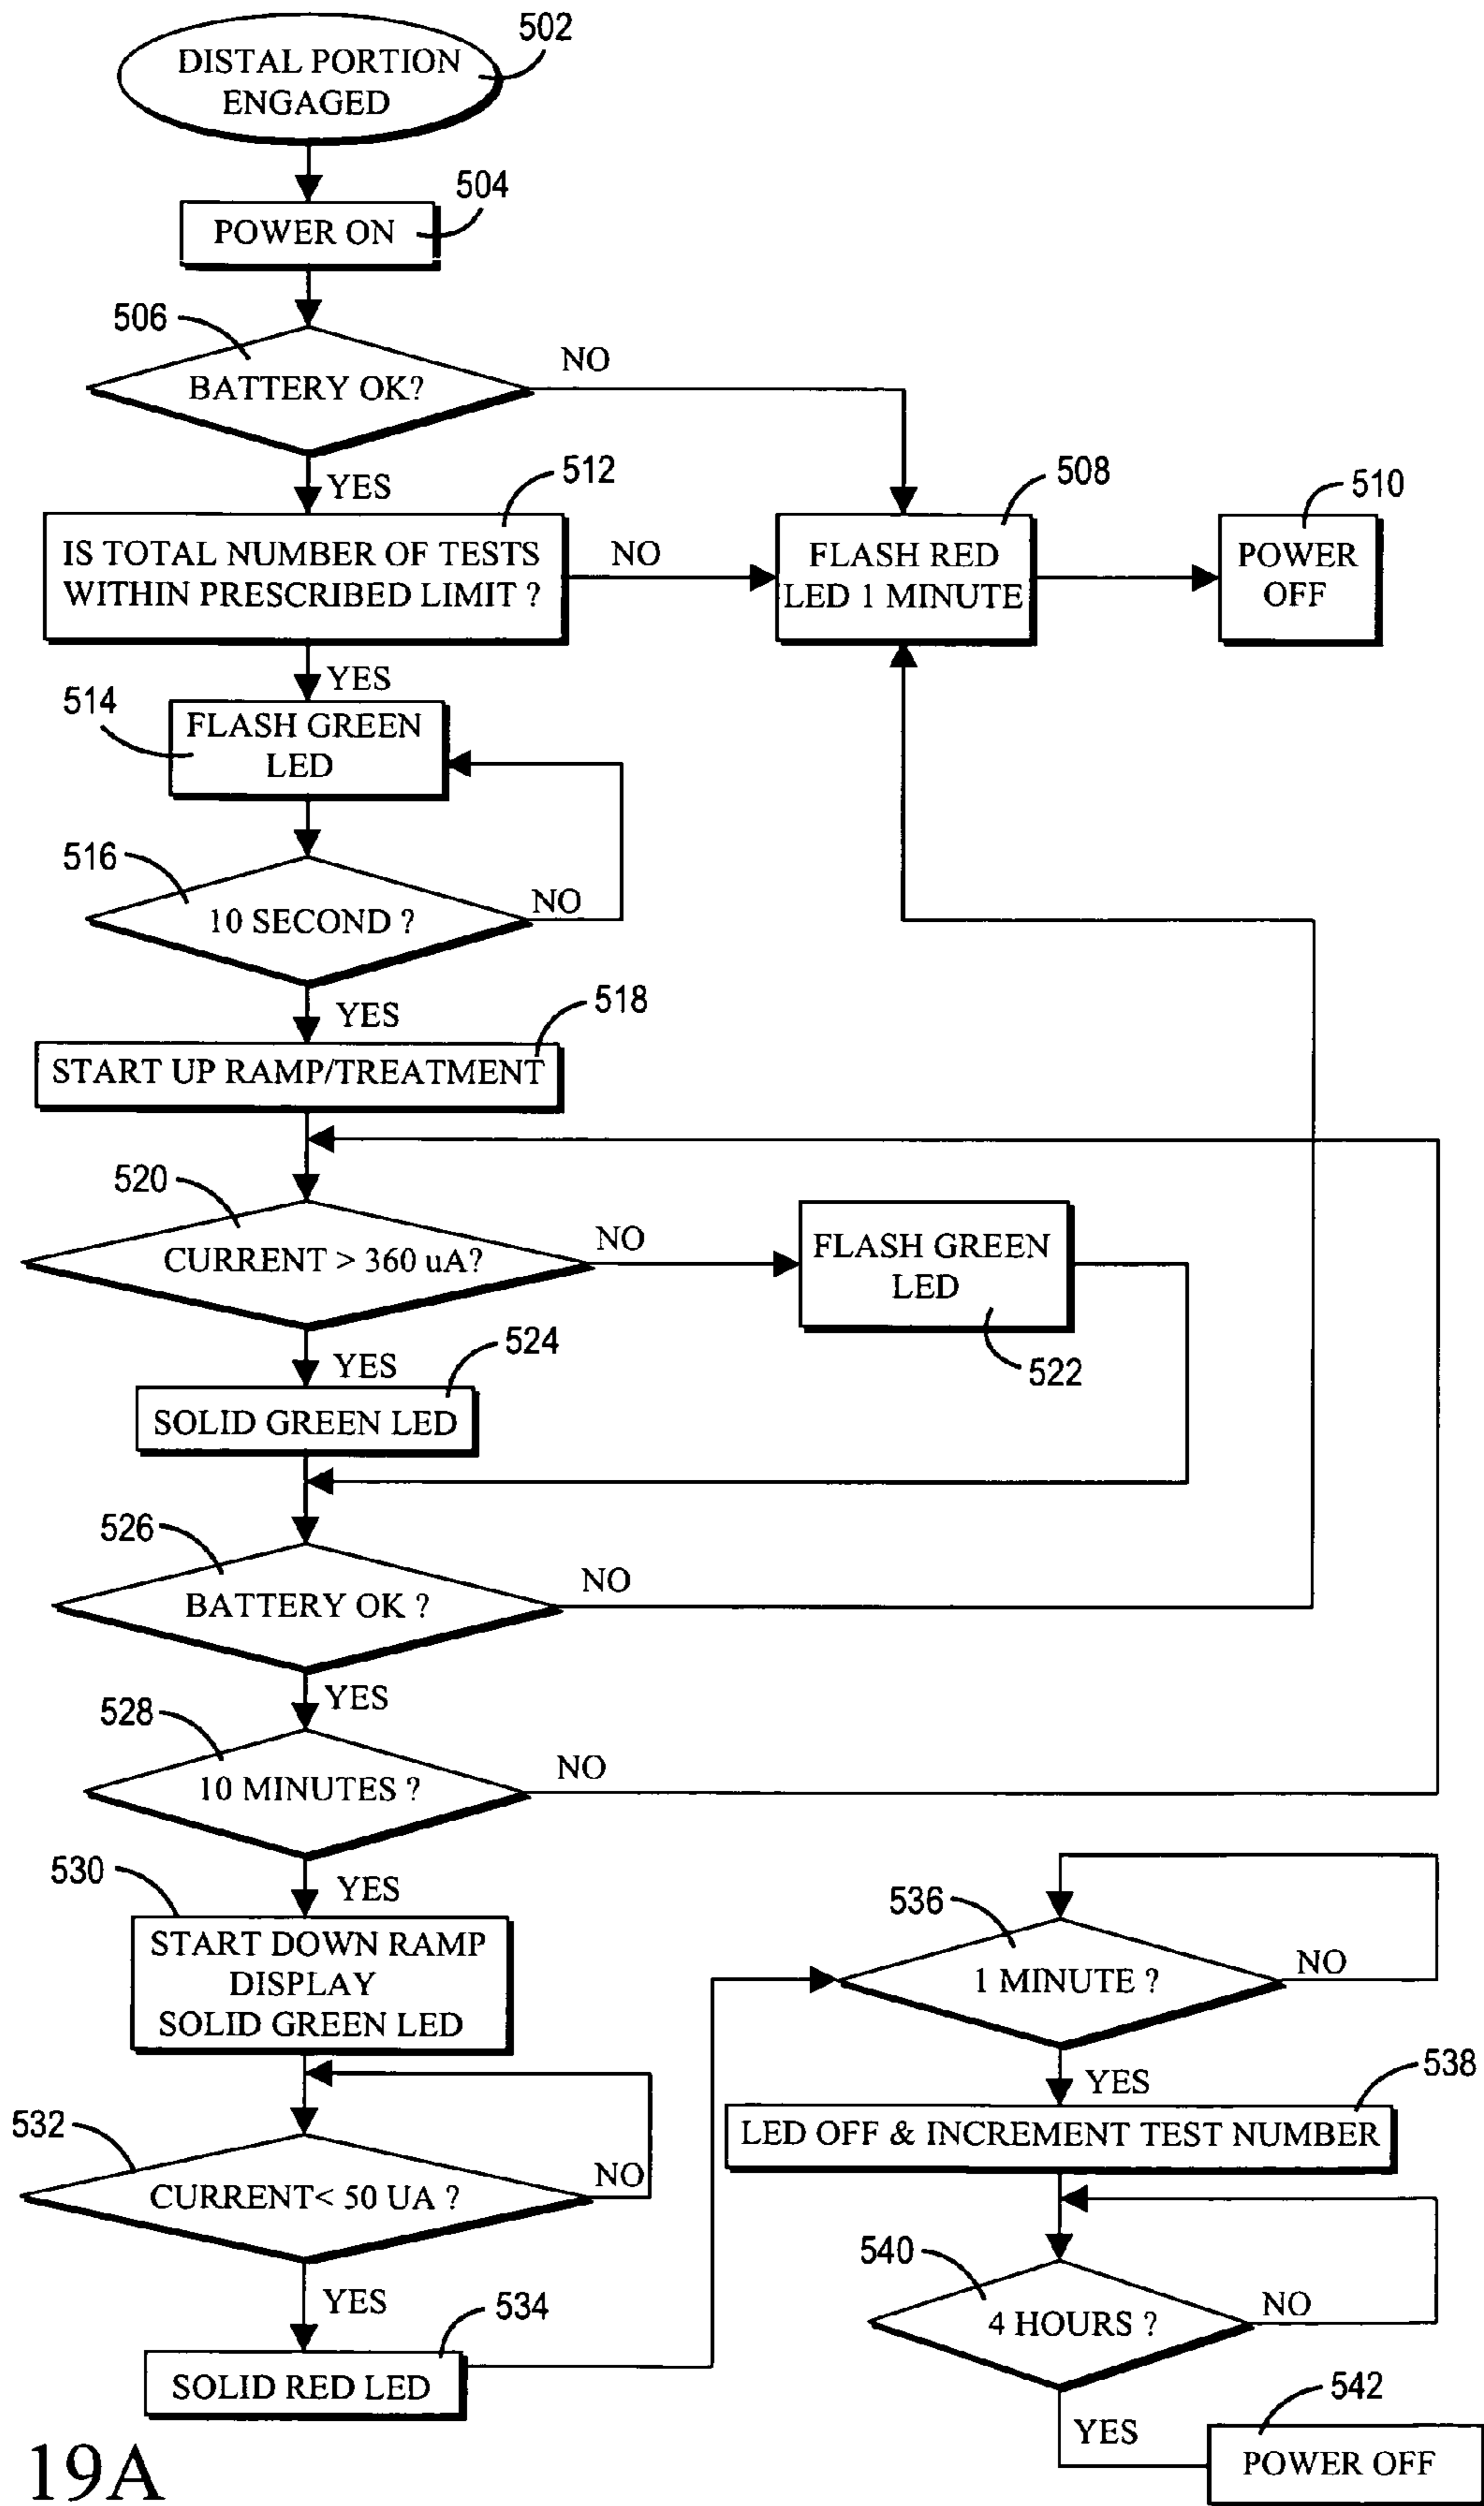 502
DISTAL PORTION
ENGAGED
504
POWER ON
506
BATTERY OK?
NO
YES
512
IS TOTAL NUMBER OF TESTS
WITHIN PRESCRIBED LIMIT ?
NO
508
FLASH RED
LED 1 MINUTE
510
POWER
OFF
YES
514
FLASH GREEN
LED
516
10 SECOND ?
NO
YES
518
START UP RAMP/TREATMENT
520
CURRENT > 360 uA?
NO
FLASH GREEN
LED
522
YES
524
SOLID GREEN LED
526
BATTERY OK ?
NO
YES
528
10 MINUTES ?
NO
YES
530
START DOWN RAMP
DISPLAY
SOLID GREEN LED
532
CURRENT< 50 UA ?
NO
YES
534
SOLID RED LED
536
1 MINUTE ?
NO
YES
538
LED OFF & INCREMENT TEST NUMBER
540
4 HOURS ?
NO
YES
542
POWER OFF
19A